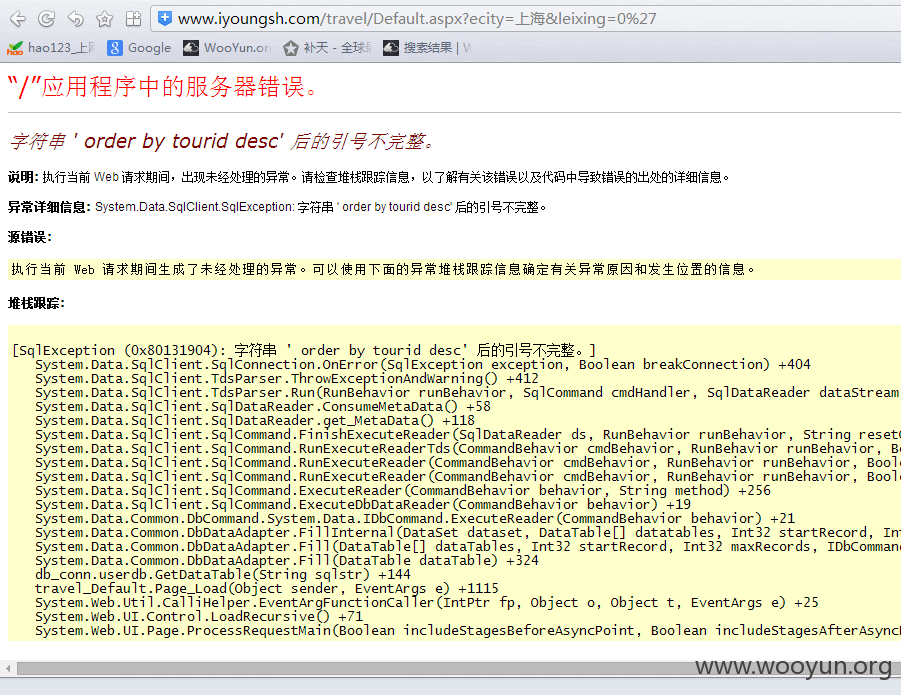 www.iyoungsh.com/travel/Default.aspx?ecity=上海&leixing=0%27
hao123_上网 Google WooYun.or 补天 - 全球 搜索结果 | W
“/”应用程序中的服务器错误。
字符串 ' order by tourid desc' 后的引号不完整。
说明: 执行当前 Web 请求期间，出现未经处理的异常。请检查堆栈跟踪信息，以了解有关该错误以及代码中导致错误的出处的详细信息。
异常详细信息: System.Data.SqlClient.SqlException: 字符串 ' order by tourid desc' 后的引号不完整。
源错误:
执行当前 Web 请求期间生成了未经处理的异常。可以使用下面的异常堆栈跟踪信息确定有关异常原因和发生位置的信息。
堆栈跟踪:
[SqlException (0x80131904): 字符串 ' order by tourid desc' 后的引号不完整。]
System.Data.SqlClient.SqlConnection.OnError(SqlException exception, Boolean breakConnection) +404
System.Data.SqlClient.TdsParser.ThrowExceptionAndWarning() +412
System.Data.SqlClient.TdsParser.Run(RunBehavior runBehavior, SqlCommand cmdHandler, SqlDataReader dataStream
System.Data.SqlClient.SqlDataReader.ConsumeMetaData() +58
System.Data.SqlClient.SqlDataReader.get_MetaData() +118
System.Data.SqlClient.SqlCommand.FinishExecuteReader(SqlDataReader ds, RunBehavior runBehavior, String reset
System.Data.SqlClient.SqlCommand.RunExecuteReaderTds(CommandBehavior cmdBehavior, RunBehavior runBehavior, Bo
System.Data.SqlClient.SqlCommand.RunExecuteReader(CommandBehavior cmdBehavior, RunBehavior runBehavior, Bool
System.Data.SqlClient.SqlCommand.RunExecuteReader(CommandBehavior cmdBehavior, RunBehavior runBehavior, Bool
System.Data.SqlClient.SqlCommand.ExecuteReader(CommandBehavior behavior, String method) +256
System.Data.SqlClient.SqlCommand.ExecuteDbDataReader(CommandBehavior behavior) +19
System.Data.Common.DbCommand.System.Data.IDbCommand.ExecuteReader(CommandBehavior behavior) +21
System.Data.Common.DbDataAdapter.FillInternal(DataSet dataset, DataTable[] datatables, Int32 startRecord, Int
System.Data.Common.DbDataAdapter.Fill(DataTable[] dataTables, Int32 startRecord, Int32 maxRecords, IDbComman
System.Data.Common.DbDataAdapter.Fill(DataTable dataTable) +324
db_conn.userdb.GetDataTable(String sqlstr) +144
travel_Default.Page_Load(Object sender, EventArgs e) +1115
System.Web.Util.CalliHelper.EventArgFunctionCaller(IntPtr fp, Object o, Object t, EventArgs e) +25
System.Web.UI.Control.LoadRecursive() +71
System.Web.UI.Page.ProcessRequestMain(Boolean includeStagesBeforeAsyncPoint, Boolean includeStagesAfterAsync
www.wooyun.org